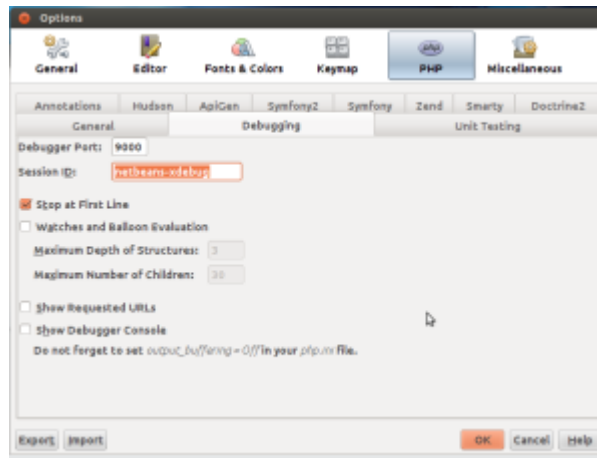 Options
General Editor Fonts & Colors Keymap PHP Miscellaneous
Annotations Hudson ApiGen Symfony2 Symfony Zend Smarty Doctrine2
General Debugging Unit Testing
Debugger Port: 9000
Session ID: netbeans-xdebug
Stop at First Line
Watches and Balloon Evaluation
Maximum Depth of Structures: 3
Maximum Number of Children: 30
Show Requested URLs
Show Debugger Console
Do not forget to set output_buffering = Off in your php.ini file.
Export Import OK Cancel Help